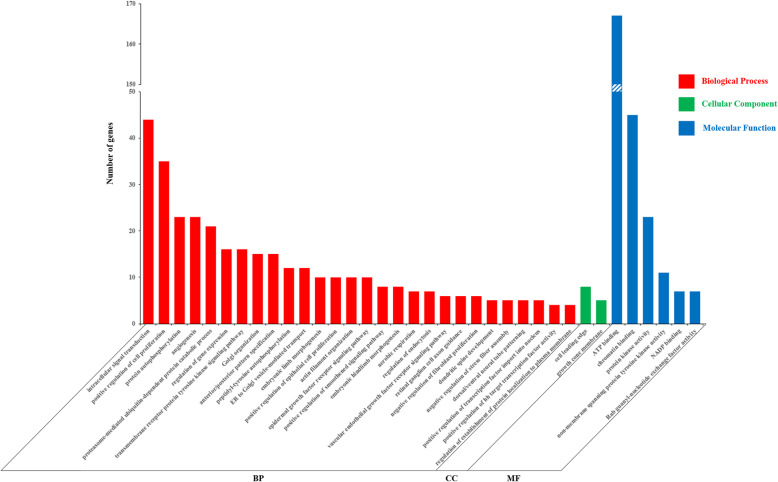 170
160
150
50
40
30
20
10
0
Number of genes
Biological Process
Cellular Component
Molecular Function
intracellular signal transduction
positive regulation of cell proliferation
protein autophosphorylation
angiogenesis
proteasome-mediated ubiquitin-dependent protein catabolic process
regulation of gene expression
transmembrane receptor protein tyrosine kinase signaling pathway
Golgi organization
anterior/posterior pattern specification
peptidyl-tyrosine autophosphorylation
ER to Golgi vesicle-mediated transport
embryonic limb morphogenesis
positive regulation of epithelial cell proliferation
actin filament organization
epidermal growth factor receptor signaling pathway
positive regulation of smoothened signaling pathway
embryonic hindlimb morphogenesis
aerobic respiration
regulation of endocytosis
vascular endothelial growth factor receptor signaling pathway
retinal ganglion cell axon guidance
negative regulation of fibroblast proliferation
dendritic spine development
negative regulation of stress fiber assembly
dorsal/ventral neural tube patterning
positive regulation of transcription factor import into nucleus
positive regulation of hh target transcription factor activity
regulation of establishment of protein localization to plasma membrane
cell leading edge
growth cone membrane
ATP binding
chromatin binding
protein kinase activity
non-membrane spanning protein tyrosine kinase activity
NADP binding
Rab guanyl-nucleotide exchange factor activity
BP
CC
MF